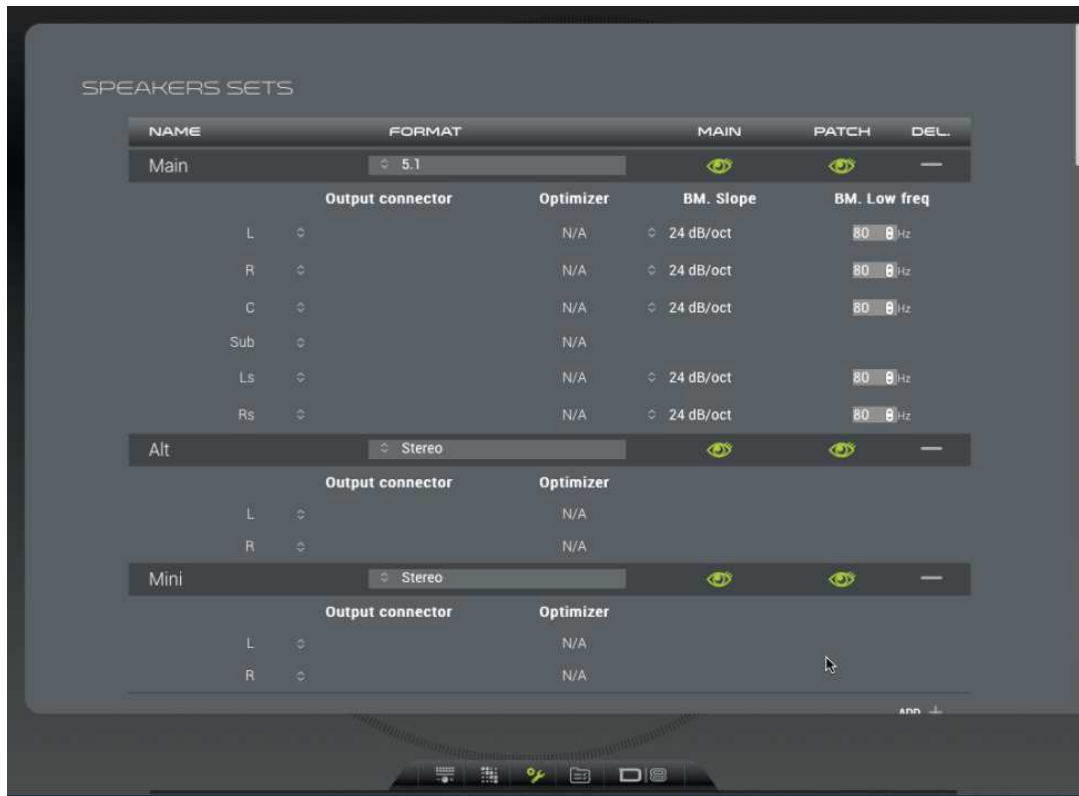 SPEAKERS SETS
NAME FORMAT MAIN PATCH DEL.
Main 5.1
Output connector Optimizer BM. Slope BM. Low freq
L N/A 24 dB/oct 80 Hz
R N/A 24 dB/oct 80 Hz
C N/A 24 dB/oct 80 Hz
Sub N/A
Ls N/A 24 dB/oct 80 Hz
Rs N/A 24 dB/oct 80 Hz
Alt Stereo
Output connector Optimizer
L N/A
R N/A
Mini Stereo
Output connector Optimizer
L N/A
R N/A
ADD